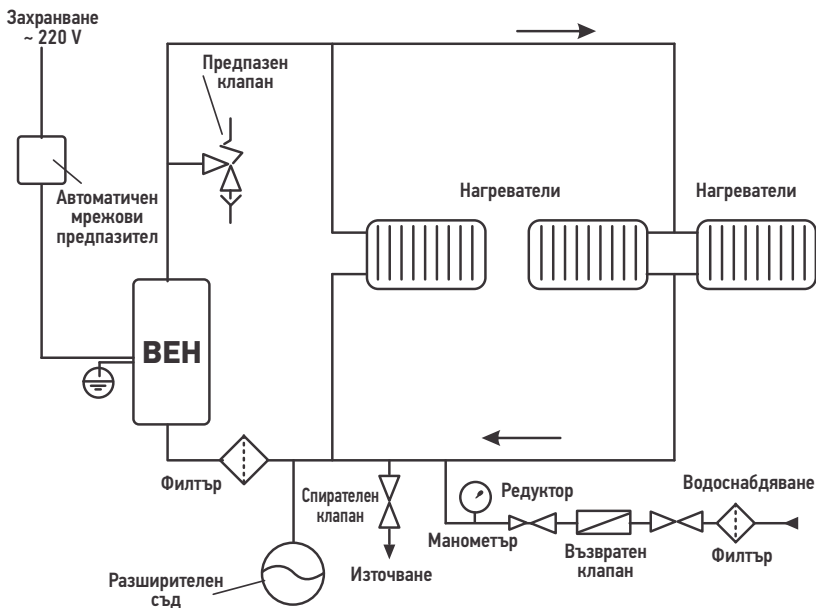 Захранване
~ 220 V
Предпазен
клапан
Автоматичен
мрежови
предпазител
Нагреватели
Нагреватели
ВЕН
Филтър
Спирателен
клапан
Редуктор
Водоснабдяване
Манометър
Възвратен
клапан
Филтър
Източване
Разширителен
съд